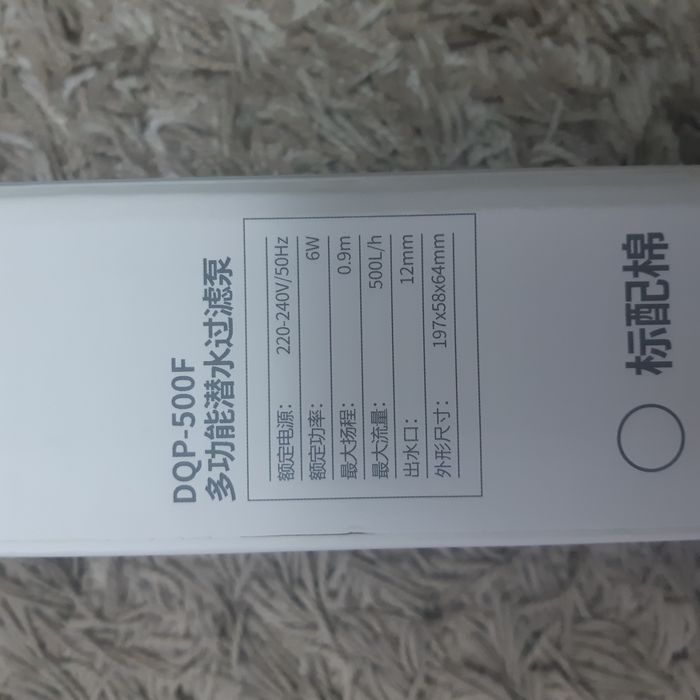 DQP-500F
多功能潜水过滤泵
额定电源： 220-240V/50Hz
额定功率： 6W
最大扬程： 0.9m
最大流量： 500L/h
出水口： 12mm
外形尺寸： 197x58x64mm
标配棉